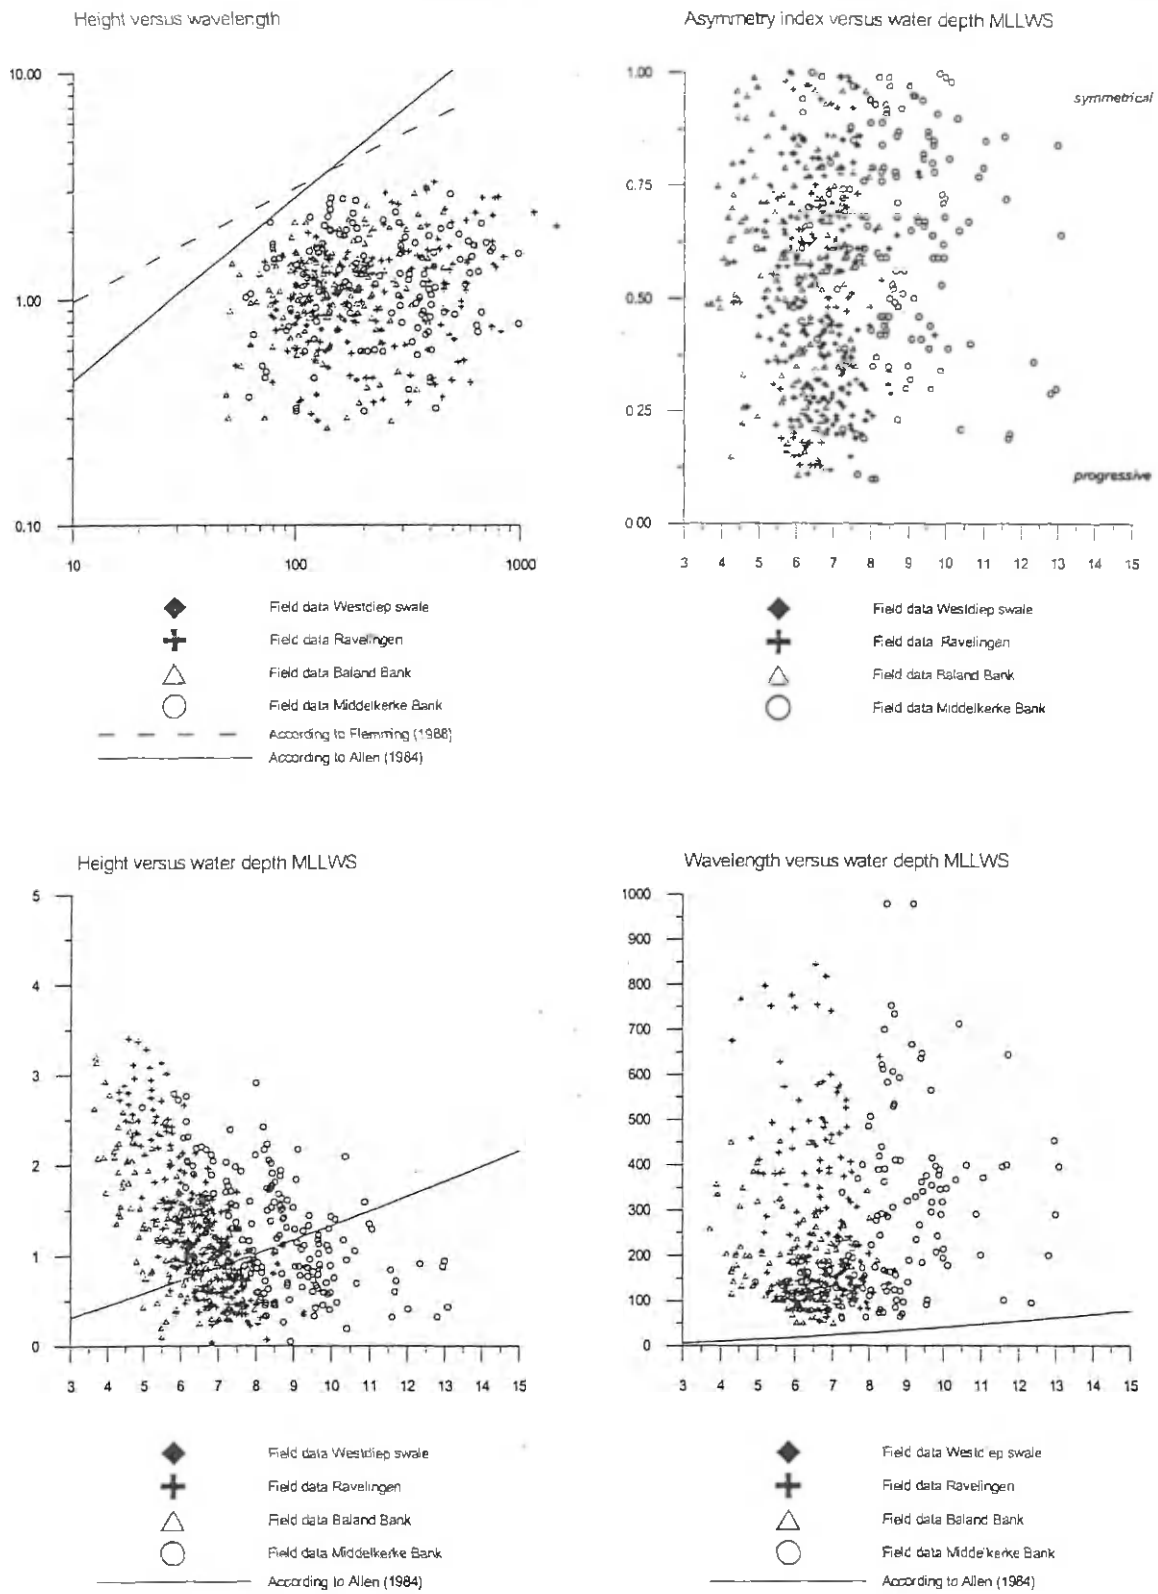 Height versus wavelength
10.00
1.00
0.10
10 100 1000
Field data Westdiep swale
Field data Ravelingen
Field data Baland Bank
Field data Middelkerke Bank
According to Flemming (1988)
According to Allen (1984)
Asymmetry index versus water depth MLLWS
1.00
0.75
0.50
0.25
0.00
symmetrical
progressive
3 4 5 6 7 8 9 10 11 12 13 14 15
Field data Westdiep swale
Field data Ravelingen
Field data Baland Bank
Field data Middelkerke Bank
Height versus water depth MLLWS
5
4
3
2
1
0
3 4 5 6 7 8 9 10 11 12 13 14 15
Field data Westdiep swale
Field data Ravelingen
Field data Baland Bank
Field data Middelkerke Bank
According to Allen (1984)
Wavelength versus water depth MLLWS
1000
900
800
700
600
500
400
300
200
100
0
3 4 5 6 7 8 9 10 11 12 13 14 15
Field data Westdiep swale
Field data Ravelingen
Field data Baland Bank
Field data Middelkerke Bank
According to Allen (1984)